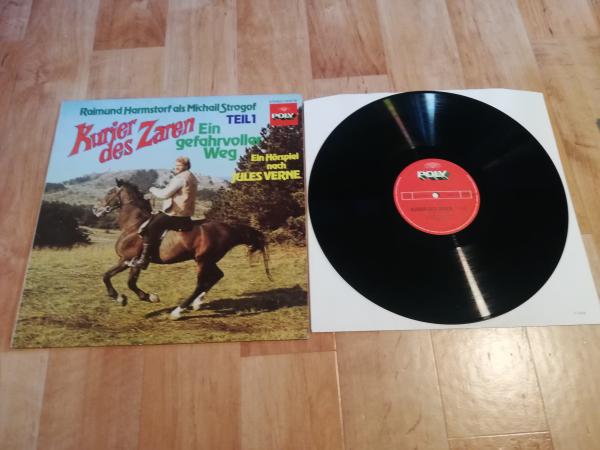 Raimund Harmstorf als Michail Strogof
TEIL 1
Kurier
des Zaren
Ein
gefahrvoller
Weg
Ein Hörspiel
nach
JULES VERNE
POLY
POLY